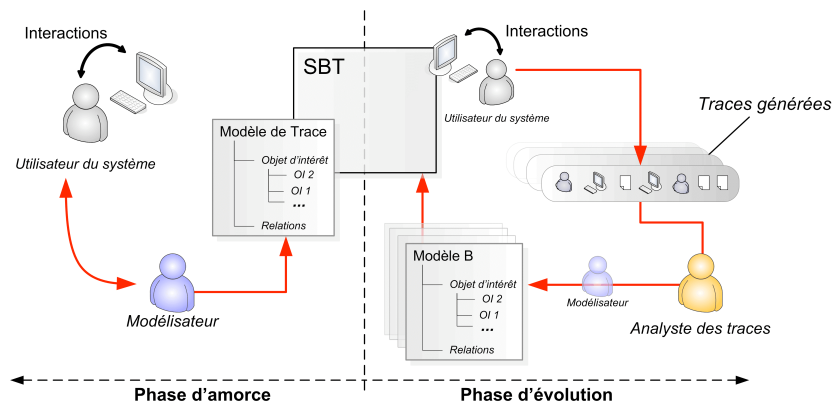 Interactions
Utilisateur du système
Modélisateur
SBT
Modèle de Trace
Objet d'intérêt
OI 2
OI 1
...
Relations
Interactions
Utilisateur du système
Traces générées
Modèle B
Objet d'intérêt
OI 2
OI 1
...
Relations
Modélisateur
Analyste des traces
Phase d'amorce
Phase d'évolution